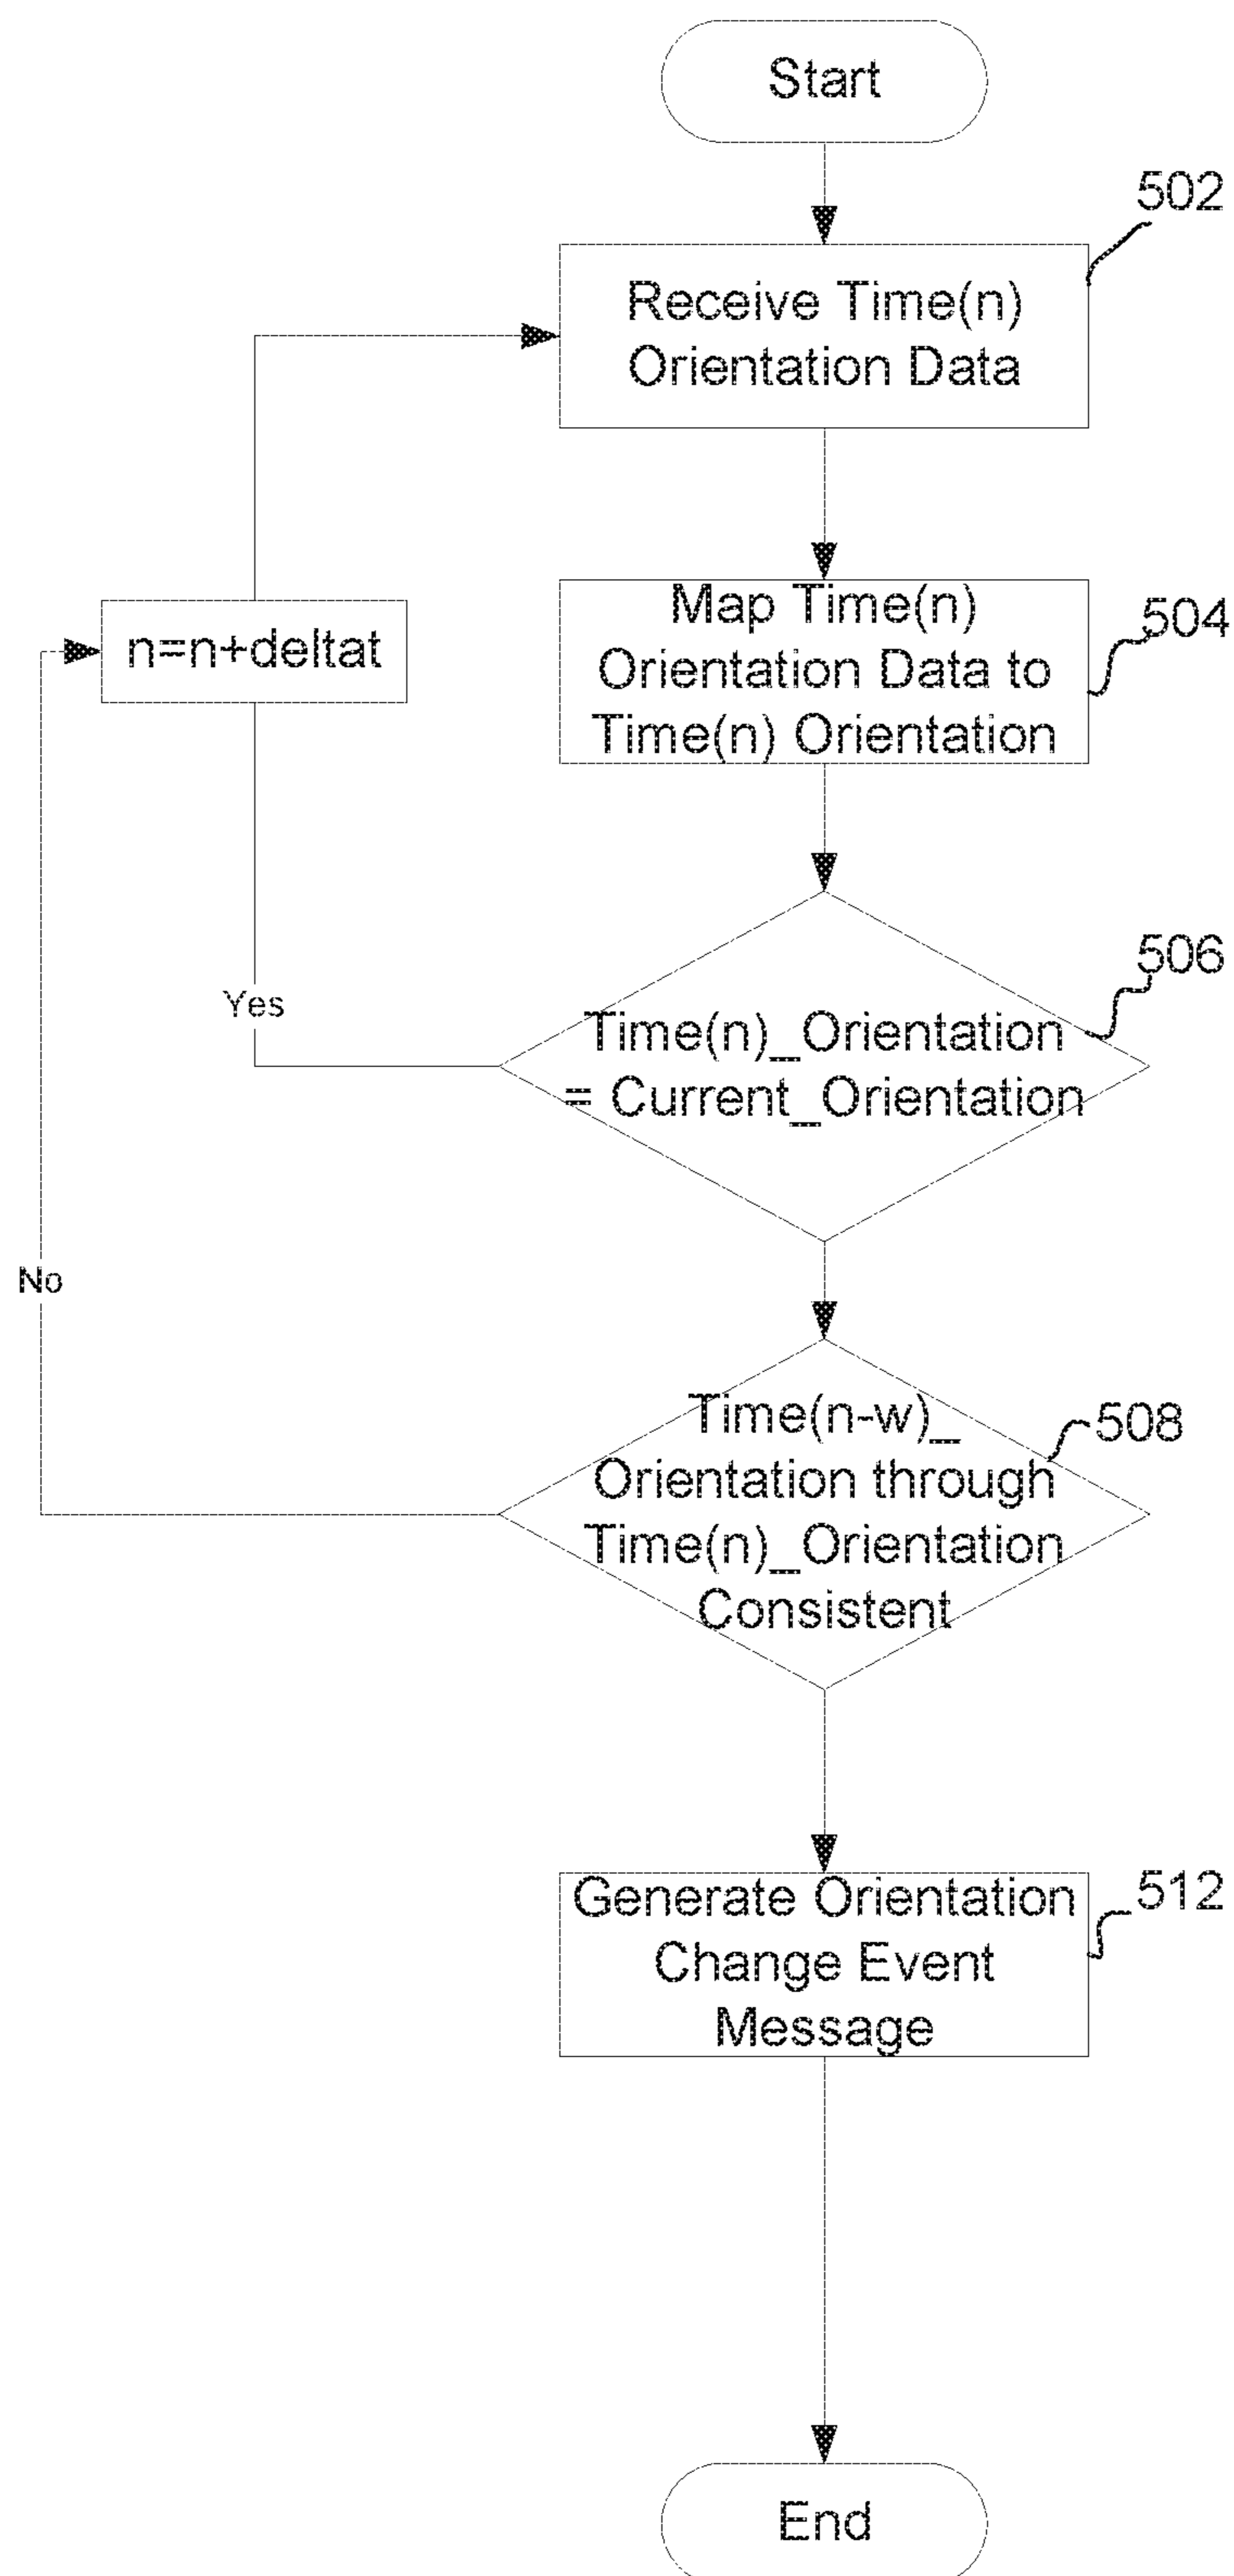 Start
502
Receive Time(n)
Orientation Data
Map Time(n)
Orientation Data to
Time(n) Orientation
504
n=n+deltat
506
Time(n)_Orientation
= Current_Orientation
Yes
No
Time(n-w)_
Orientation through
Time(n)_Orientation
Consistent
508
Generate Orientation
Change Event
Message
512
End